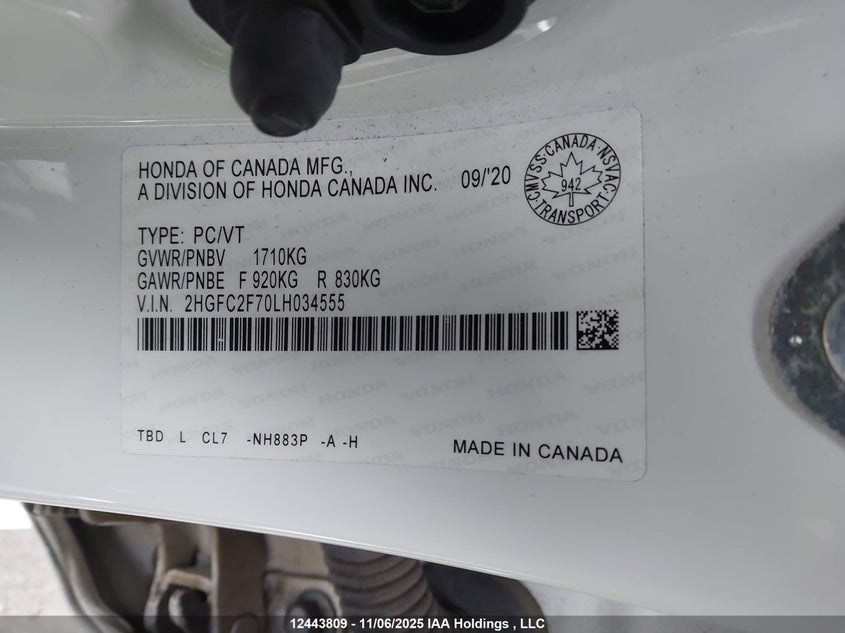 HONDA OF CANADA MFG.,
A DIVISION OF HONDA CANADA INC. 09/'20
CMVSS·CANADA·NSVAC
942
TRANSPORT
TYPE: PC/VT
GVWR/PNBV 1710KG
GAWR/PNBE F 920KG R 830KG
V.I.N. 2HGFC2F70LH034555
TBD L CL7 -NH883P -A -H
MADE IN CANADA
12443809 - 11/06/2025 IAA Holdings , LLC